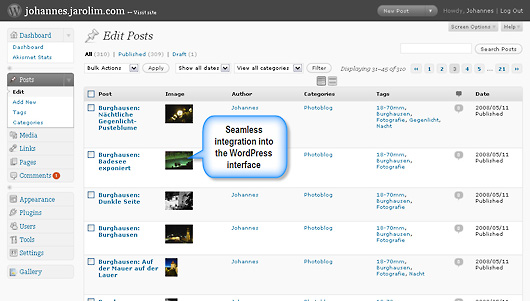 johannes.jarolim.com — Visit site
New Post
Howdy, Johannes | Log Out
Screen Options
Help
Dashboard
Dashboard
Akismet Stats
Posts
Edit
Add New
Tags
Categories
Media
Links
Pages
Comments 1
Appearance
Plugins
Users
Tools
Settings
Gallery
Edit Posts
All (310) | Published (309) | Draft (1)
Search Posts
Bulk Actions Apply Show all dates View all categories Filter Displaying 31–45 of 310 « 1 2 3 4 5 ... 21 »
Post Image Author Categories Tags Date
Burghausen:
Nächtliche
Gegenlicht-
Pusteblume
Johannes
Photoblog
18-70mm,
Burghausen,
Fotografie, Gegenlicht,
Nacht
0
2008/05/11
Published
Burghausen:
Badesee
exponiert
Photoblog
18-70mm,
Burghausen,
Fotografie
0
2008/05/11
Published
Seamless
integration into
the WordPress
interface
Burghausen:
Dunkle Seite
Johannes
Photoblog
18-70mm,
Burghausen,
Fotografie
0
2008/05/11
Published
Burghausen:
Burghausen
Johannes
Photoblog
18-70mm,
Burghausen,
Fotografie
0
2008/05/11
Published
Burghausen: Auf
der Mauer auf der
Lauer
Johannes
Photoblog
18-70mm,
Burghausen,
Fotografie, Nacht
0
2008/05/11
Published